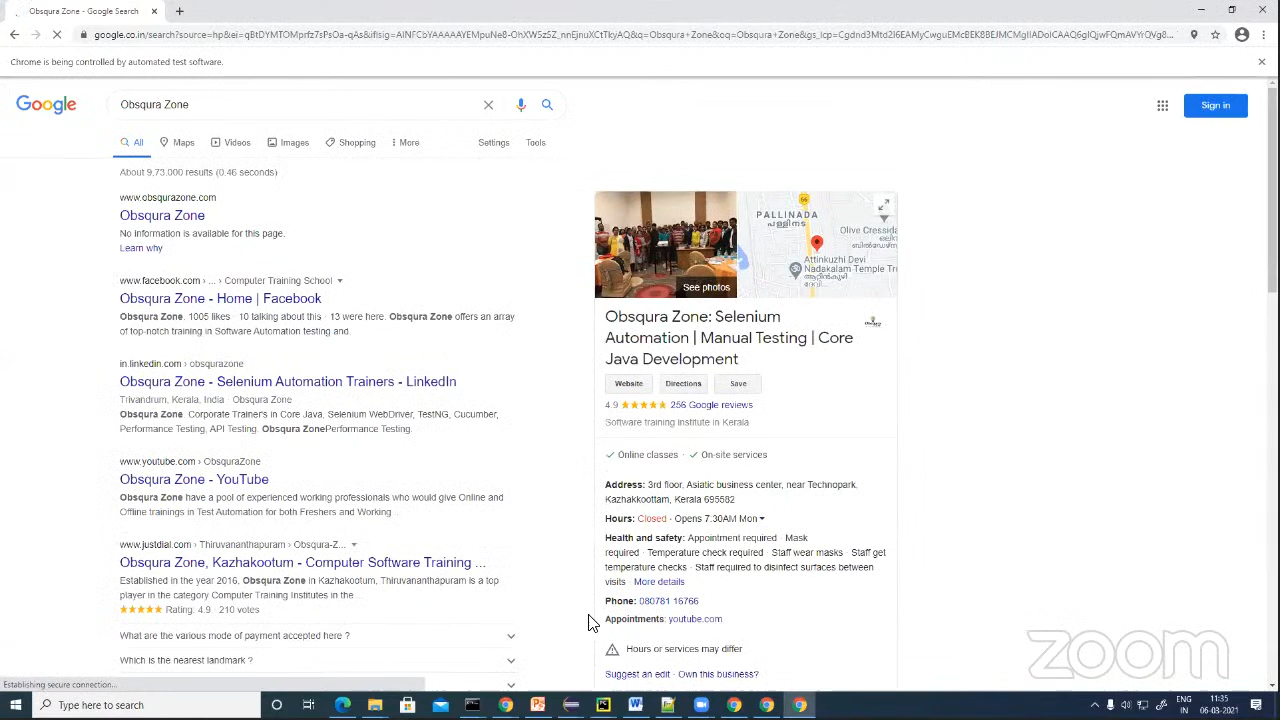 Obsqura Zone - Google Search
google.co.in/search?source=hp&ei=
Chrome is being controlled by automated test software.
Google
Obsqura Zone
Sign in
All
Maps
Videos
Images
Shopping
More
Settings
Tools
About 9,73,000 results (0.46 seconds)
www.obsqurazone.com
Obsqura Zone
No information is available for this page.
Learn why
www.facebook.com › ... › Computer Training School
Obsqura Zone - Home | Facebook
Obsqura Zone. 1005 likes · 10 talking about this · 13 were here. Obsqura Zone offers an array
of top-notch training in Software Automation testing and.
in.linkedin.com › obsqurazone
Obsqura Zone - Selenium Automation Trainers - LinkedIn
Trivandrum, Kerala, India · Obsqura Zone
Obsqura Zone. Corporate Trainer's in Core Java, Selenium WebDriver, TestNG, Cucumber,
Performance Testing, API Testing. Obsqura ZonePerformance Testing.
www.youtube.com › ObsquraZone
Obsqura Zone - YouTube
Obsqura Zone have a pool of experienced working professionals who would give Online and
Offline trainings in Test Automation for both Freshers and Working ...
www.justdial.com › Thiruvananthapuram › Obsqura-Z...
Obsqura Zone, Kazhakootum - Computer Software Training ...
Established in the year 2016, Obsqura Zone in Kazhakootum, Thiruvananthapuram is a top
player in the category Computer Training Institutes in the ...
Rating: 4.9 · 210 votes
What are the various mode of payment accepted here ?
Which is the nearest landmark ?
See photos
66
PALLINADA
പള്ളിനട
Olive Cressida
Attinkuzhi Devi
Nadakalam Temple Tr
Obsqura Zone: Selenium
Automation | Manual Testing | Core
Java Development
Website
Directions
Save
4.9
256 Google reviews
Software training institute in Kerala
Online classes · On-site services
Address: 3rd floor, Asiatic business center, near Technopark,
Kazhakkoottam, Kerala 695582
Hours: Closed · Opens 7:30AM Mon
Health and safety: Appointment required · Mask
required · Temperature check required · Staff wear masks · Staff get
temperature checks · Staff required to disinfect surfaces between
visits · More details
Phone: 080781 16766
Appointments: youtube.com
Hours or services may differ
Suggest an edit · Own this business?
zoom
Establishing secure connection...
Type here to search
ENG
IN
11:35
06-03-2021